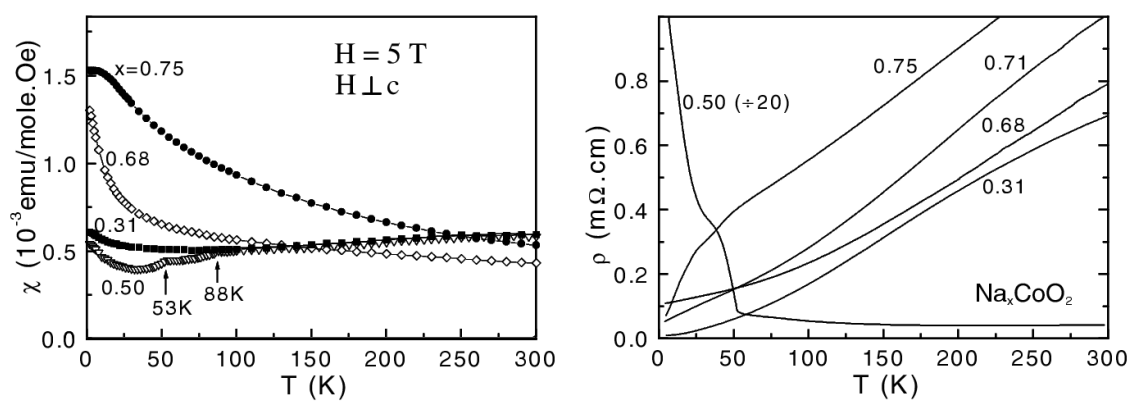 χ (10⁻³emu/mole.Oe)
1.5
1.0
0.5
0.0
H = 5 T
H⊥c
x=0.75
0.68
0.31
0.50
53K
88K
0 50 100 150 200 250 300
T (K)
ρ (mΩ.cm)
0.8
0.6
0.4
0.2
0.0
0.50 (÷20)
0.75
0.71
0.68
0.31
NaₓCoO₂
0 50 100 150 200 250 300
T (K)